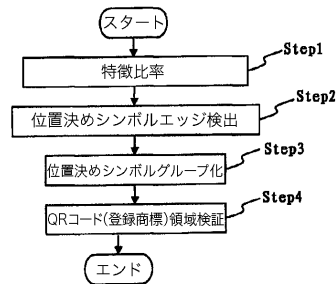 スタート
特徴比率
Step1
位置決めシンボルエッジ検出
Step2
位置決めシンボルグループ化
Step3
QRコード(登録商標)領域検証
Step4
エンド